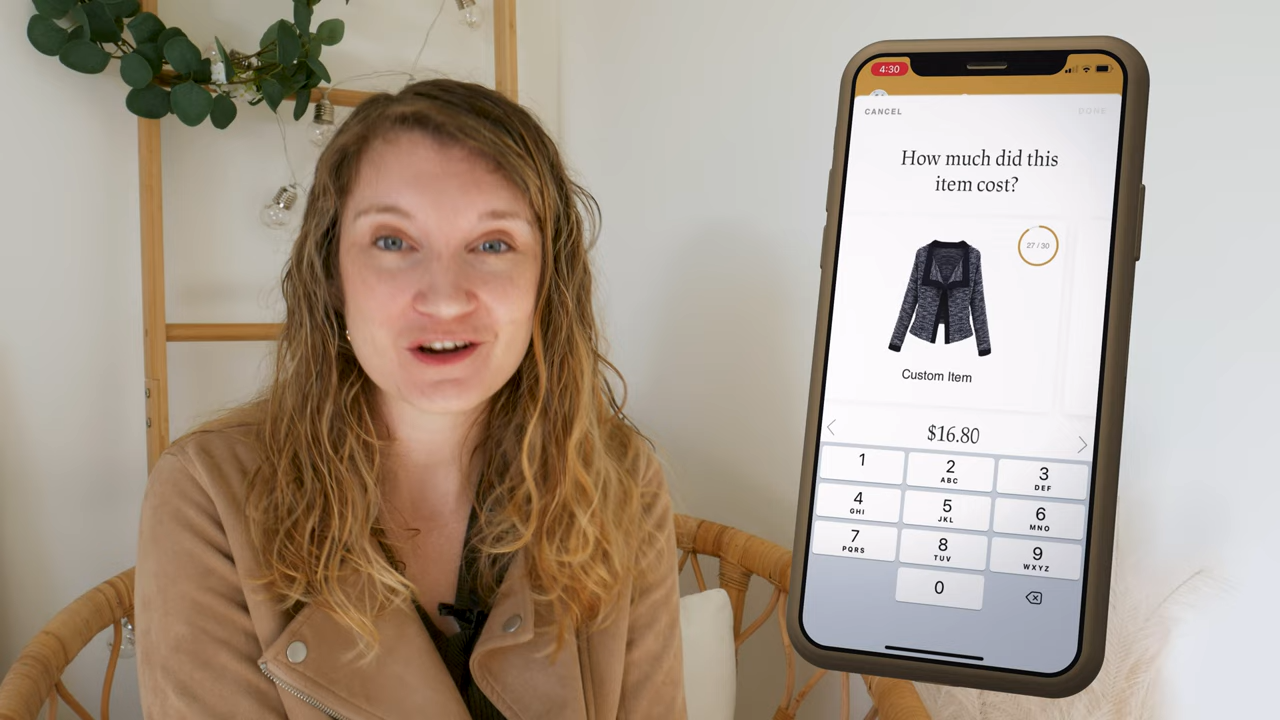 4:30
CANCEL
DONE
How much did this
item cost?
27 / 30
Custom Item
$16.80
1
2
ABC
3
DEF
4
GHI
5
JKL
6
MNO
7
PQRS
8
TUV
9
WXYZ
0